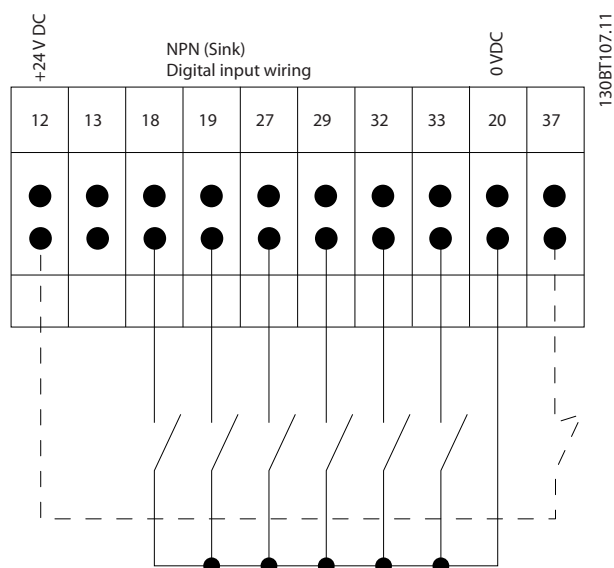 +24 V DC
NPN (Sink)
Digital input wiring
0 VDC
130BT107.11
12 13 18 19 27 29 32 33 20 37